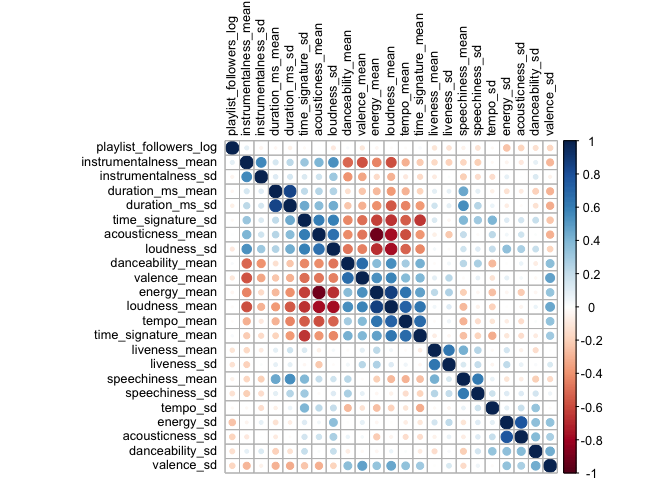 playlist_followers_log
instrumentalness_mean
instrumentalness_sd
duration_ms_mean
duration_ms_sd
time_signature_sd
acousticness_mean
loudness_sd
danceability_mean
valence_mean
energy_mean
loudness_mean
tempo_mean
time_signature_mean
liveness_mean
liveness_sd
speechiness_mean
speechiness_sd
tempo_sd
energy_sd
acousticness_sd
danceability_sd
valence_sd
playlist_followers_log
instrumentalness_mean
instrumentalness_sd
duration_ms_mean
duration_ms_sd
time_signature_sd
acousticness_mean
loudness_sd
danceability_mean
valence_mean
energy_mean
loudness_mean
tempo_mean
time_signature_mean
liveness_mean
liveness_sd
speechiness_mean
speechiness_sd
tempo_sd
energy_sd
acousticness_sd
danceability_sd
valence_sd
1
0.8
0.6
0.4
0.2
0
-0.2
-0.4
-0.6
-0.8
-1